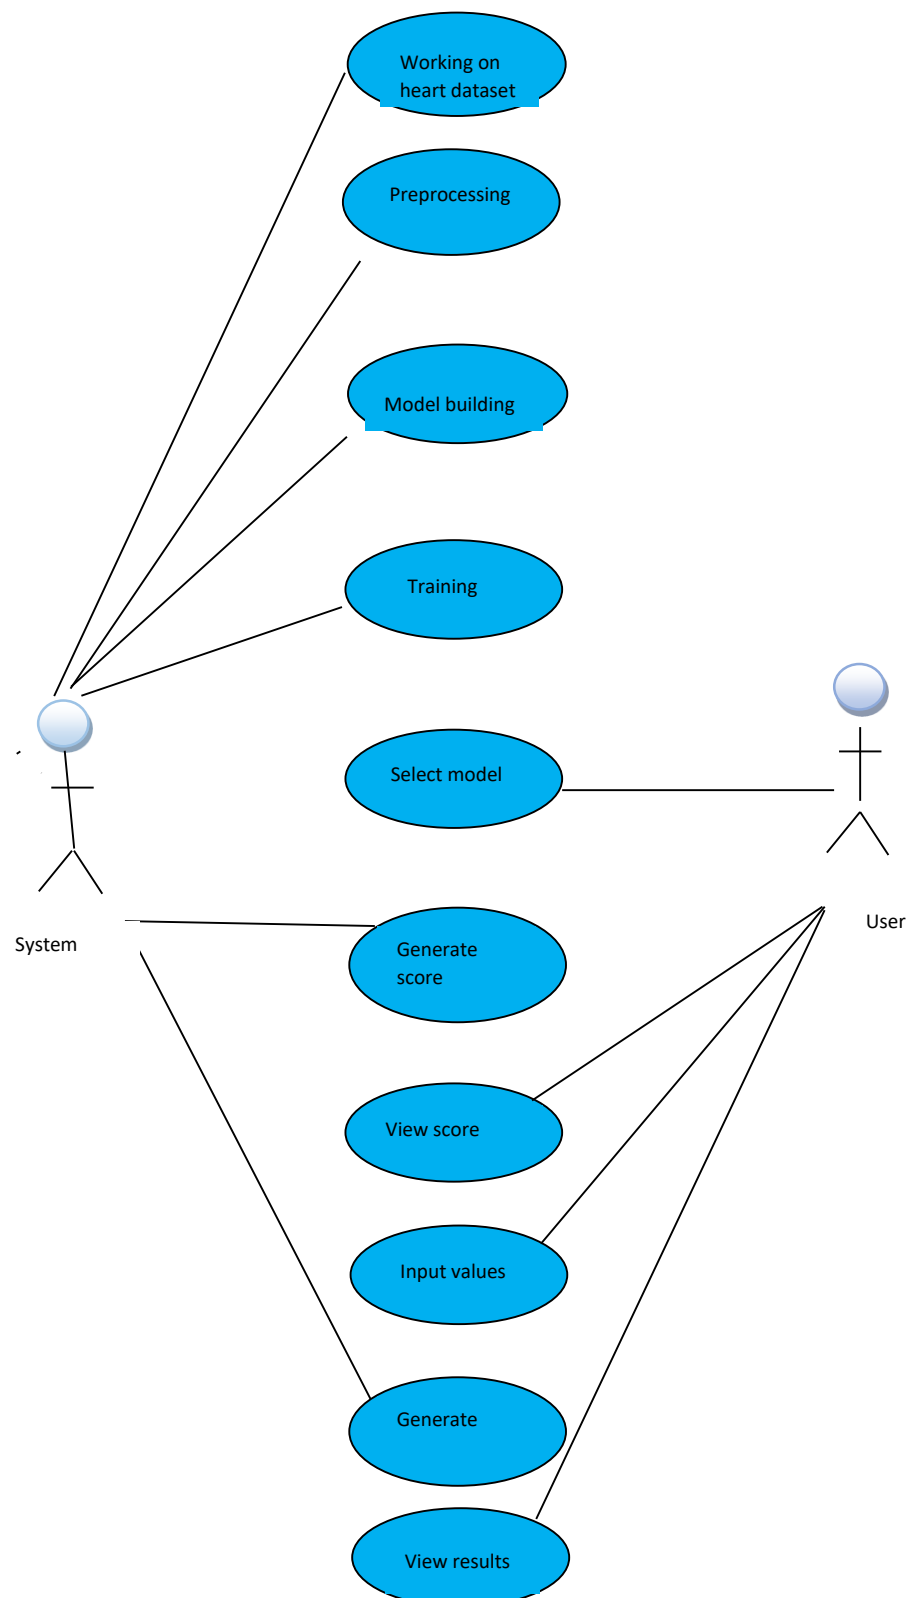 Working on
heart dataset
Preprocessing
Model building
Training
Select model
User
System
Generate
score
View score
Input values
Generate
View results